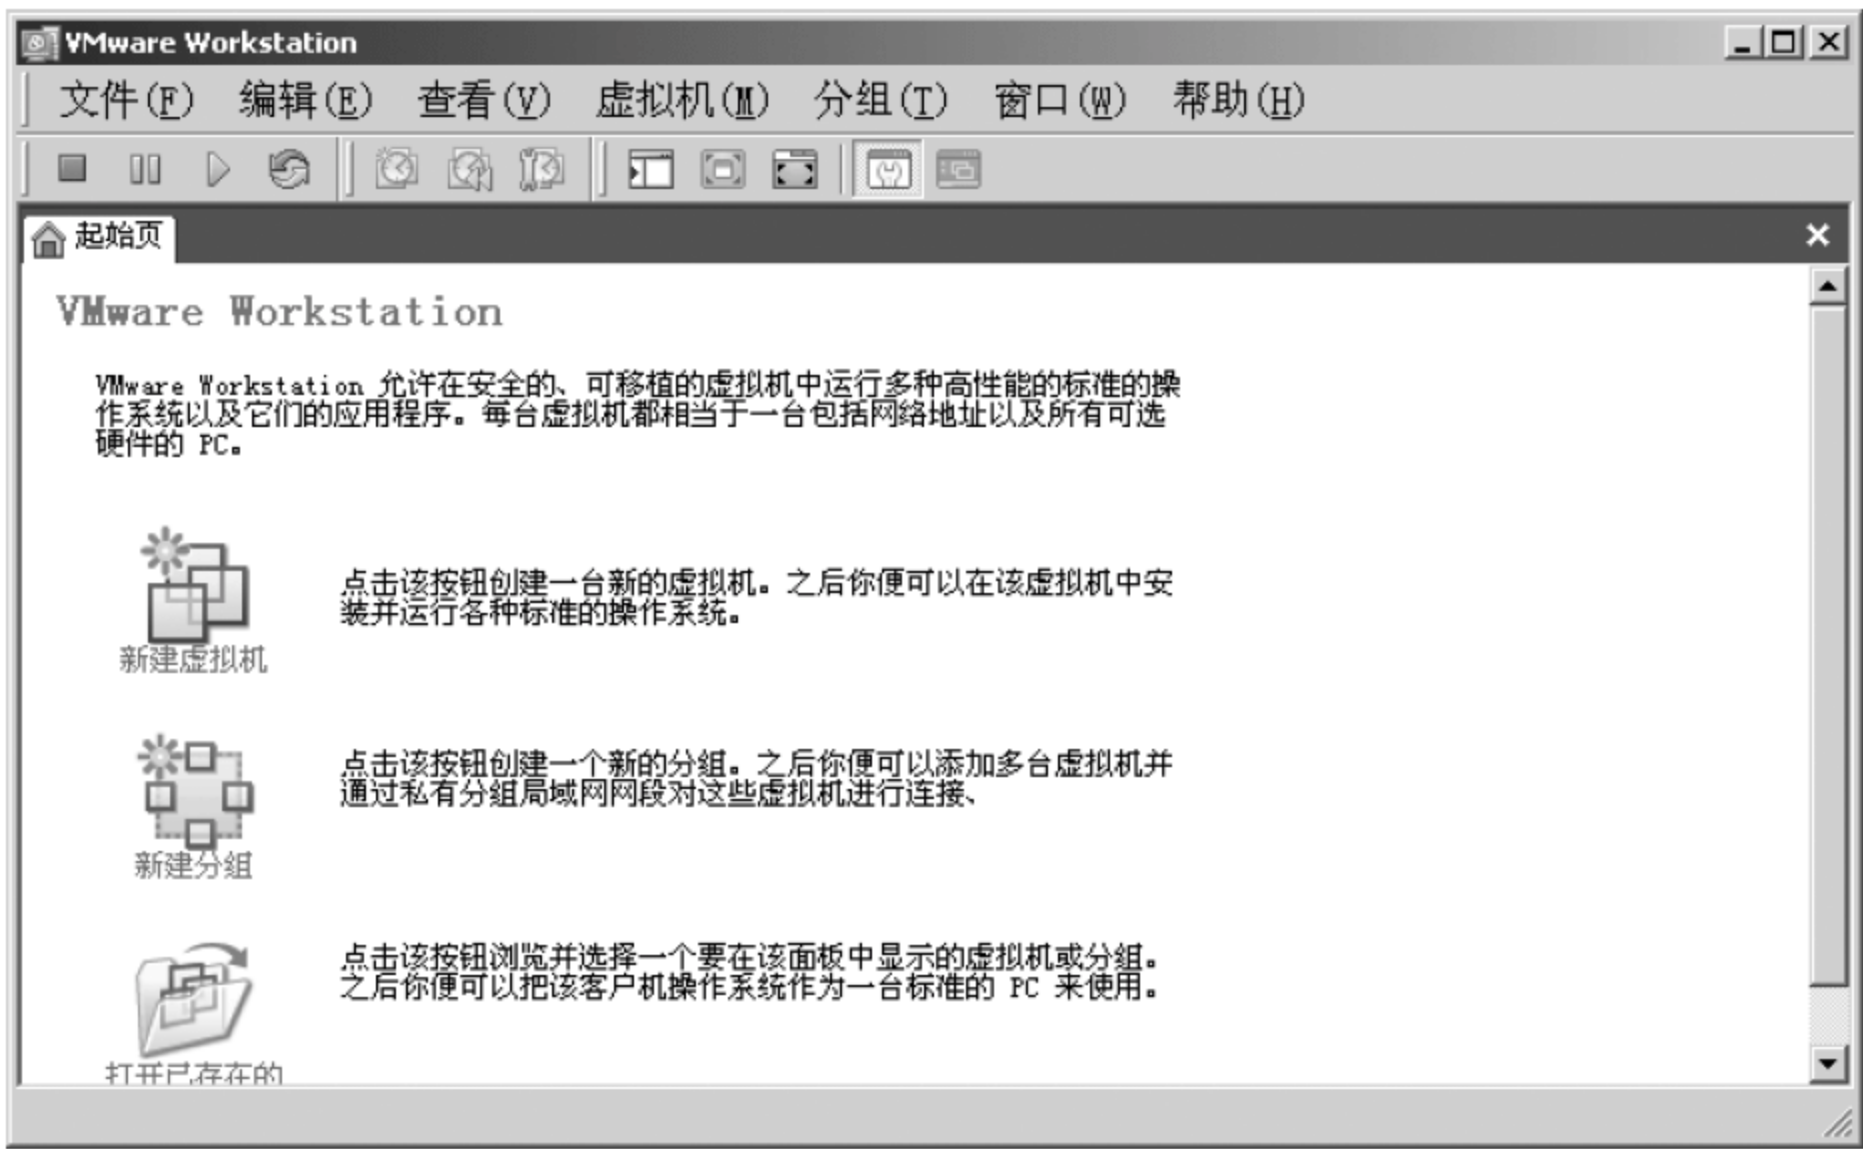 VMware Workstation
文件(F) 编辑(E) 查看(V) 虚拟机(M) 分组(T) 窗口(W) 帮助(H)
起始页
VMware Workstation
VMware Workstation 允许在安全的、可移植的虚拟机中运行多种高性能的标准的操
作系统以及它们的应用程序。每台虚拟机都相当于一台包括网络地址以及所有可选
硬件的 PC。
点击该按钮创建一台新的虚拟机。之后你便可以在该虚拟机中安
装并运行各种标准的操作系统。
新建虚拟机
点击该按钮创建一个新的分组。之后你便可以添加多台虚拟机并
通过私有分组局域网网段对这些虚拟机进行连接、
新建分组
点击该按钮浏览并选择一个要在该面板中显示的虚拟机或分组。
之后你便可以把该客户机操作系统作为一台标准的 PC 来使用。
打开已存在的